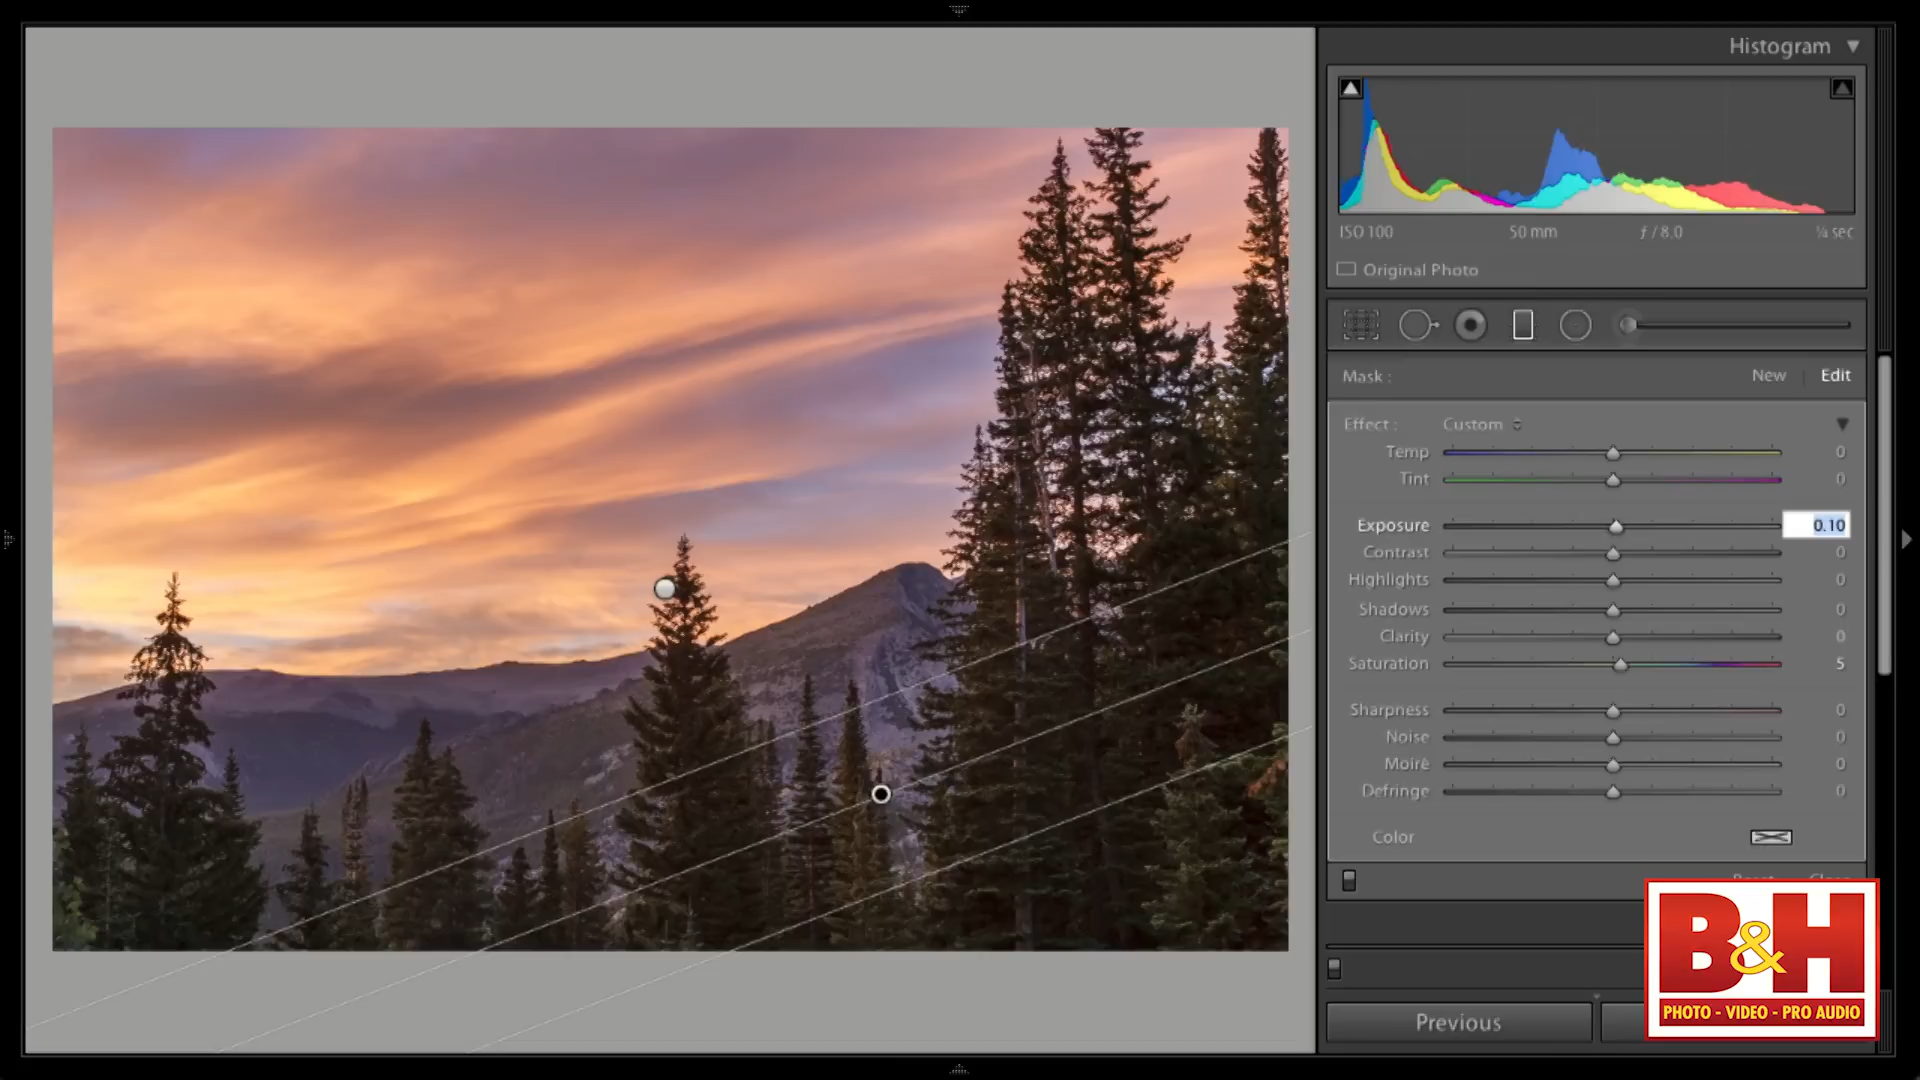 Histogram
ISO 100 50 mm ƒ / 8.0 ¼ sec
Original Photo
Mask : New Edit
Effect : Custom
Temp 0
Tint 0
Exposure 0.10
Contrast 0
Highlights 0
Shadows 0
Clarity 0
Saturation 5
Sharpness 0
Noise 0
Moiré 0
Defringe 0
Color
Reset Close
Previous
B&H
PHOTO - VIDEO - PRO AUDIO